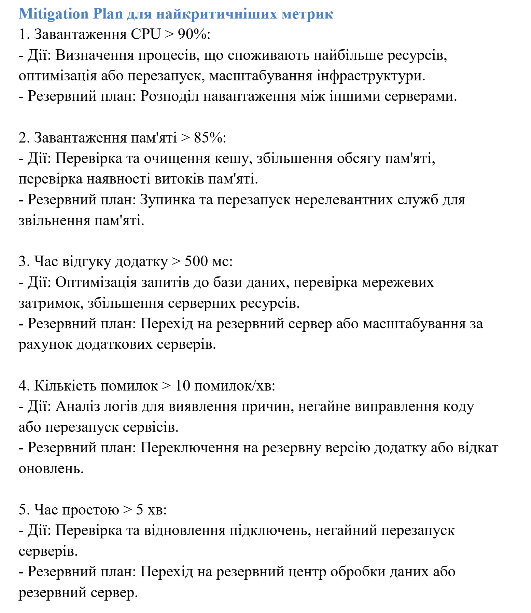 Mitigation Plan для найкритичніших метрик
1. Завантаження CPU > 90%:
- Дії: Визначення процесів, що споживають найбільше ресурсів,
оптимізація або перезапуск, масштабування інфраструктури.
- Резервний план: Розподіл навантаження між іншими серверами.
2. Завантаження пам'яті > 85%:
- Дії: Перевірка та очищення кешу, збільшення обсягу пам'яті,
перевірка наявності витоків пам'яті.
- Резервний план: Зупинка та перезапуск нерелевантних служб для
звільнення пам'яті.
3. Час відгуку додатку > 500 мс:
- Дії: Оптимізація запитів до бази даних, перевірка мережевих
затримок, збільшення серверних ресурсів.
- Резервний план: Перехід на резервний сервер або масштабування за
рахунок додаткових серверів.
4. Кількість помилок > 10 помилок/хв:
- Дії: Аналіз логів для виявлення причин, негайне виправлення коду
або перезапуск сервісів.
- Резервний план: Переключення на резервну версію додатку або відкат
оновлень.
5. Час простою > 5 хв:
- Дії: Перевірка та відновлення підключень, негайний перезапуск
серверів.
- Резервний план: Перехід на резервний центр обробки даних або
резервний сервер.